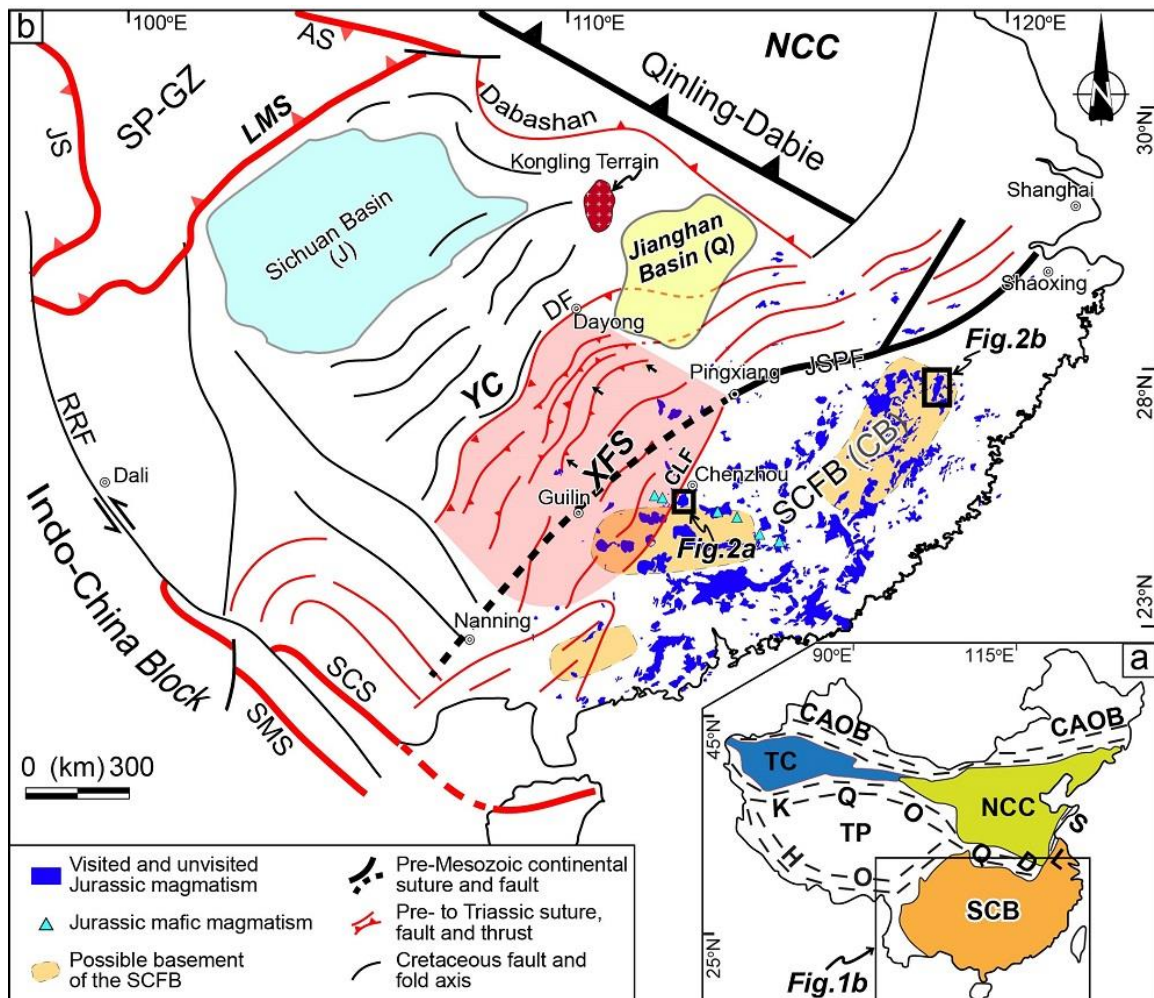 b
100°E
110°E
120°E
AS
NCC
N
SP-GZ
JS
LMS
Dabashan
Qinling-Dabie
30°N
Kongling Terrain
Shanghai
Sichuan Basin
(J)
Jianghan
Basin (Q)
Shaoxing
DF
Dayong
Fig.2b
Pingxiang
JSPF
28°N
YC
RRF
XFS
CLF
SCFB (CB)
Dali
Chenzhou
Guilin
Fig.2a
Indo-China Block
Nanning
23°N
SCS
SMS
0 (km) 300
a
90°E
115°E
45°N
CAOB
CAOB
TC
NCC
K
Q
O
TP
S
H
O
Q
D
L
SCB
25°N
Fig.1b
Visited and unvisited
Jurassic magmatism
Jurassic mafic magmatism
Possible basement
of the SCFB
Pre-Mesozoic continental
suture and fault
Pre- to Triassic suture,
fault and thrust
Cretaceous fault and
fold axis